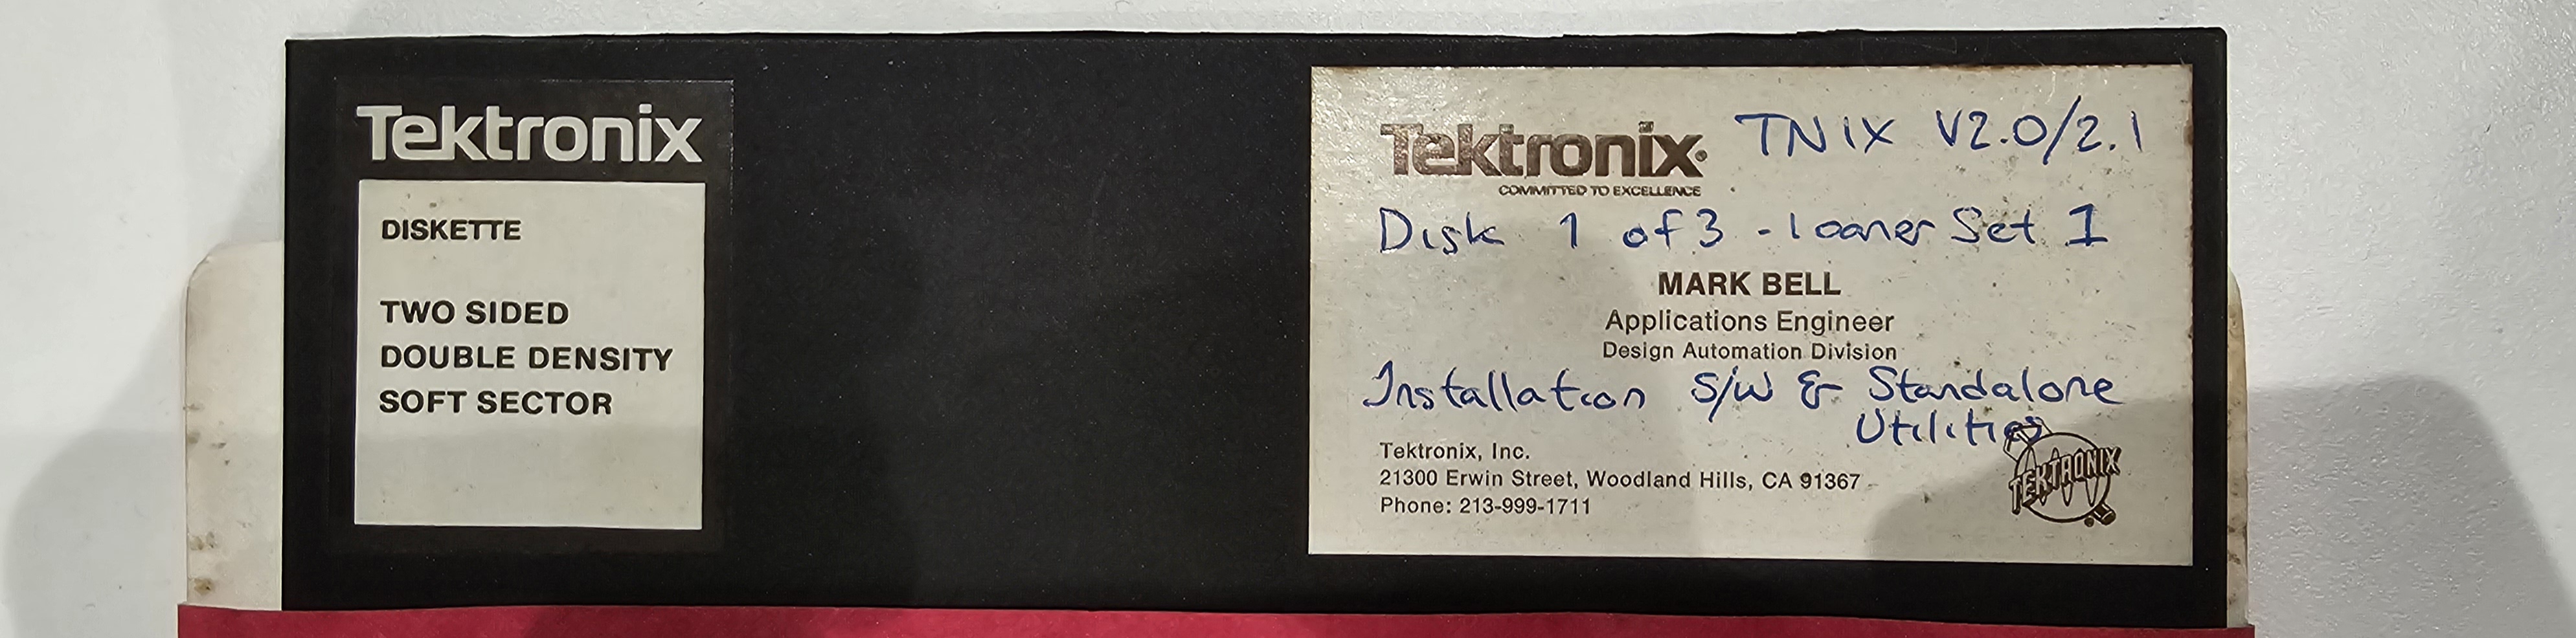 Tektronix
DISKETTE
TWO SIDED
DOUBLE DENSITY
SOFT SECTOR
Tektronix® TNIX V2.0/2.1
COMMITTED TO EXCELLENCE
Disk 1 of 3 - loaner Set 1
MARK BELL
Applications Engineer
Design Automation Division
Installation S/W & Standalone
Utilities
Tektronix, Inc.
21300 Erwin Street, Woodland Hills, CA 91367
Phone: 213-999-1711
TEKTRONIX